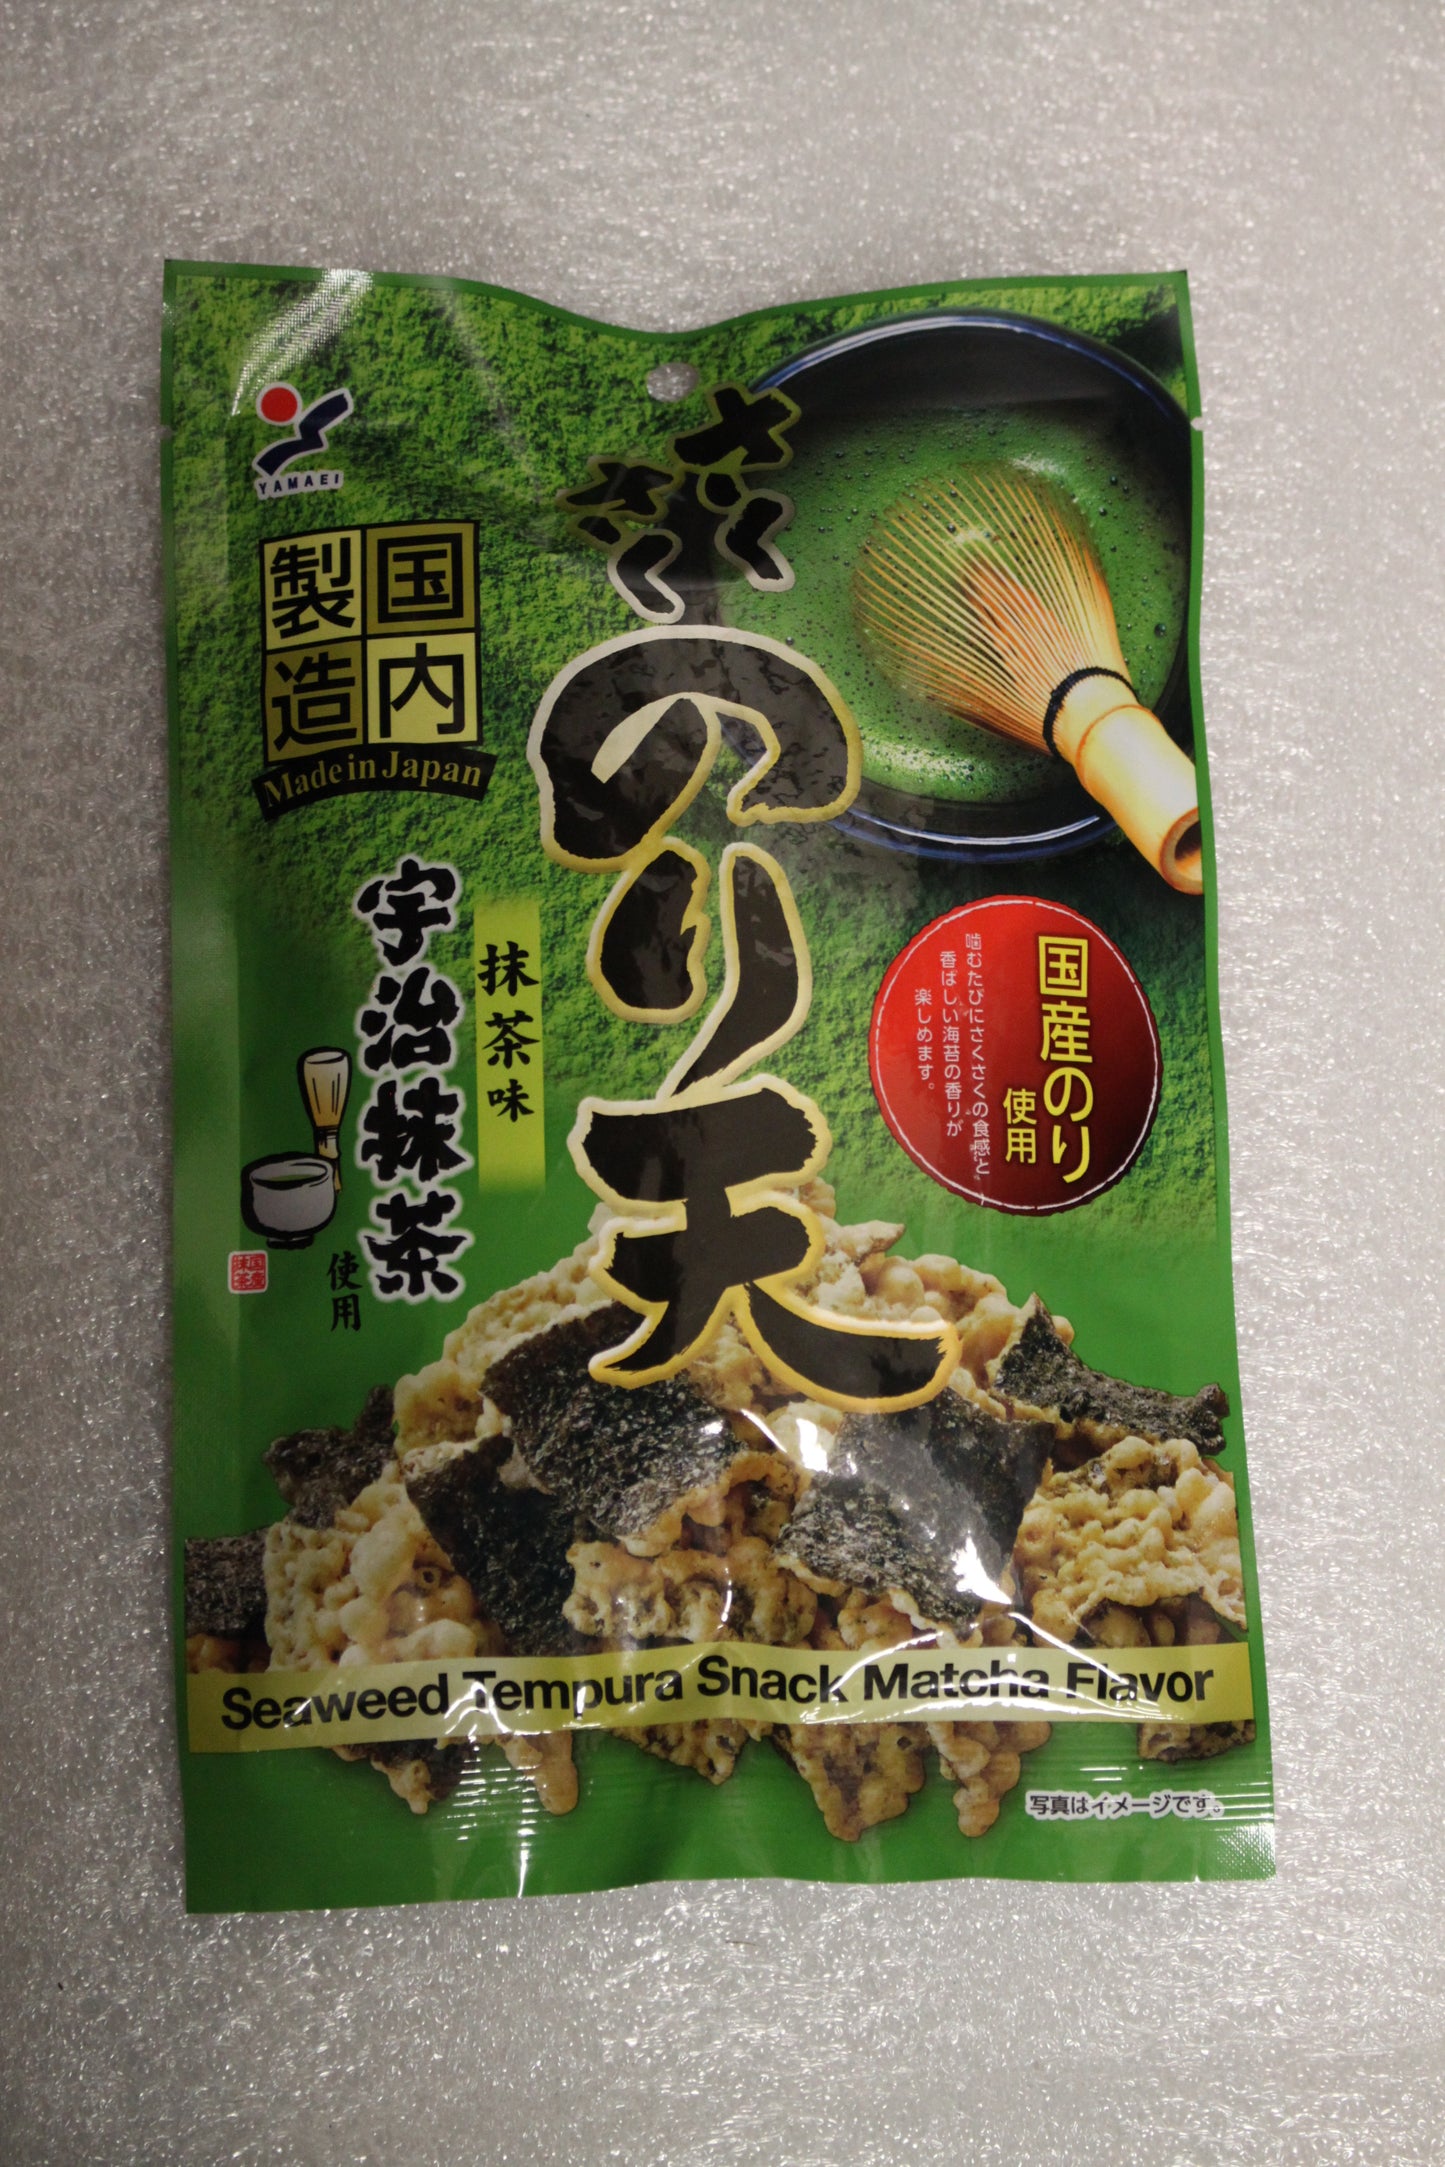 YAMAEI
国内
製造
Made in Japan
さくさく
のり天
抹茶味
宇治抹茶
使用
国産のり
使用
噛むたびにさくさくの食感と、
香ばしい海苔の香りが
楽しめます。
Seaweed Tempura Snack Matcha Flavor
写真はイメージです。